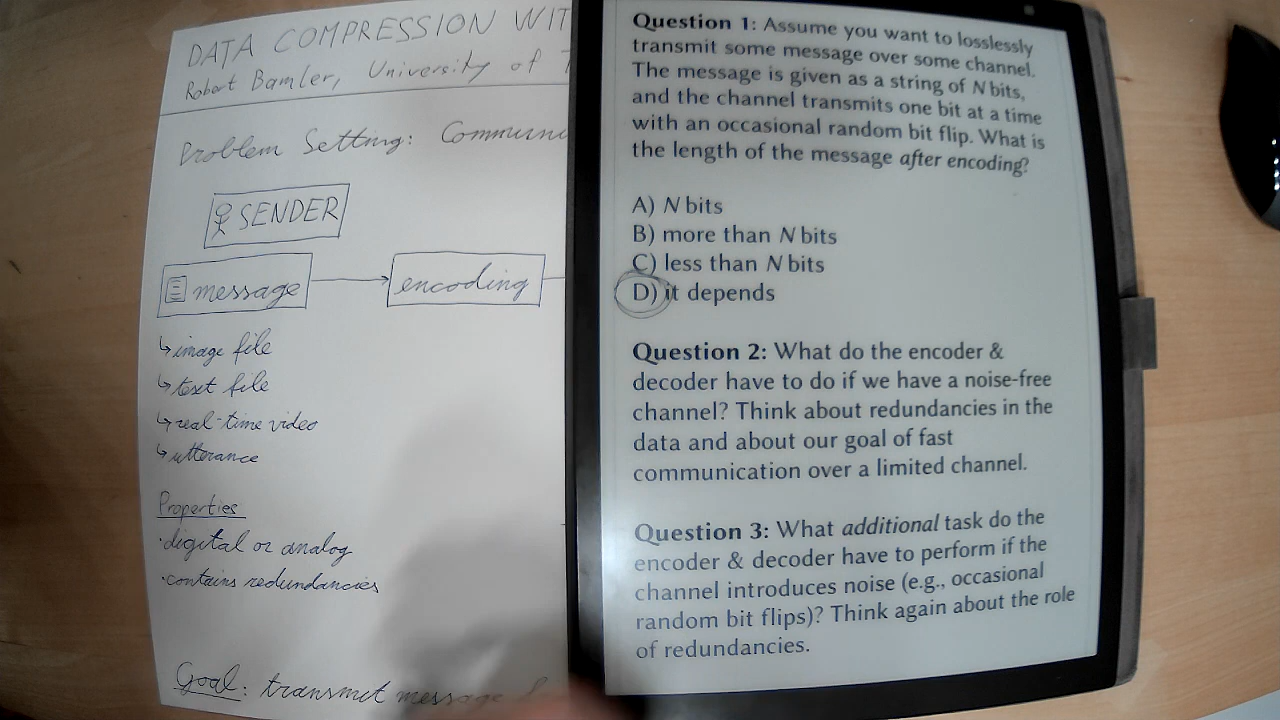 DATA COMPRESSION WIT
Robert Bamler, University of T
Problem Setting: Commun
SENDER
message
encoding
↳ image file
↳ text file
↳ real-time video
↳ utterance
Properties
· digital or analog
· contains redundancies
Goal: transmit message
Question 1: Assume you want to losslessly
transmit some message over some channel.
The message is given as a string of N bits,
and the channel transmits one bit at a time
with an occasional random bit flip. What is
the length of the message after encoding?
A) N bits
B) more than N bits
C) less than N bits
D) it depends
Question 2: What do the encoder &
decoder have to do if we have a noise-free
channel? Think about redundancies in the
data and about our goal of fast
communication over a limited channel.
Question 3: What additional task do the
encoder & decoder have to perform if the
channel introduces noise (e.g., occasional
random bit flips)? Think again about the role
of redundancies.